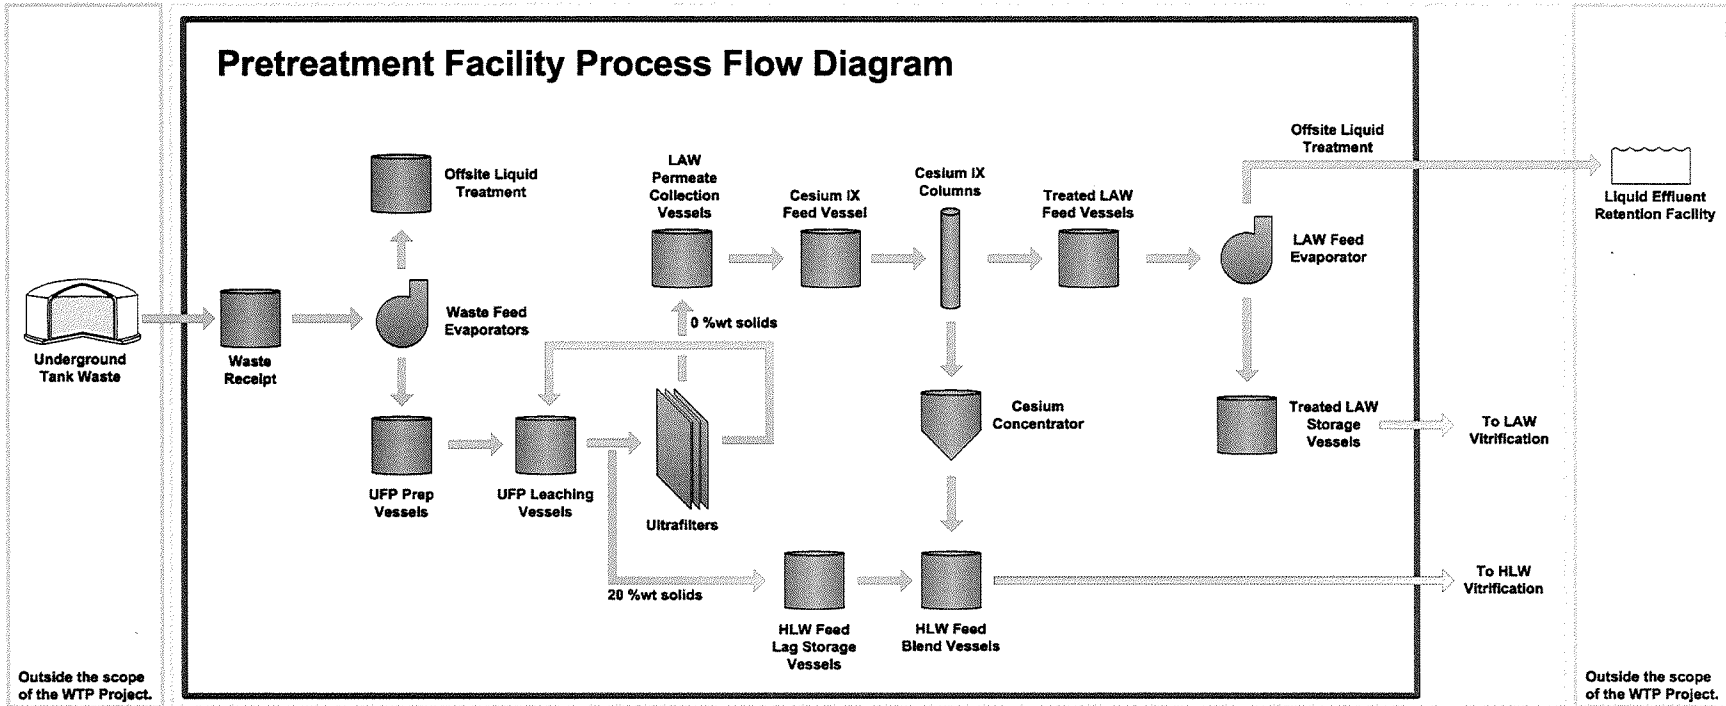 Pretreatment Facility Process Flow Diagram
Offsite Liquid
Treatment
Liquid Effluent
Retention Facility
Offsite Liquid
Treatment
LAW
Permeate
Collection
Vessels
Cesium IX
Feed Vessel
Cesium IX
Columns
Treated LAW
Feed Vessels
LAW Feed
Evaporator
Underground
Tank Waste
Waste
Receipt
Waste Feed
Evaporators
0 %wt solids
UFP Prep
Vessels
UFP Leaching
Vessels
Ultrafilters
Cesium
Concentrator
Treated LAW
Storage
Vessels
To LAW
Vitrification
20 %wt solids
HLW Feed
Lag Storage
Vessels
HLW Feed
Blend Vessels
To HLW
Vitrification
Outside the scope
of the WTP Project.
Outside the scope
of the WTP Project.